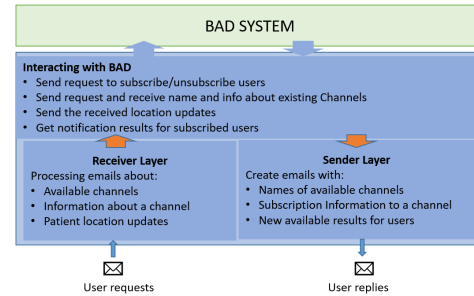 BAD SYSTEM
Interacting with BAD
• Send request to subscribe/unsubscribe users
• Send request and receive name and info about existing Channels
• Send the received location updates
• Get notification results for subscribed users
Receiver Layer
Processing emails about:
• Available channels
• Information about a channel
• Patient location updates
Sender Layer
Create emails with:
• Names of available channels
• Subscription Information to a channel
• New available results for users
User requests
User replies